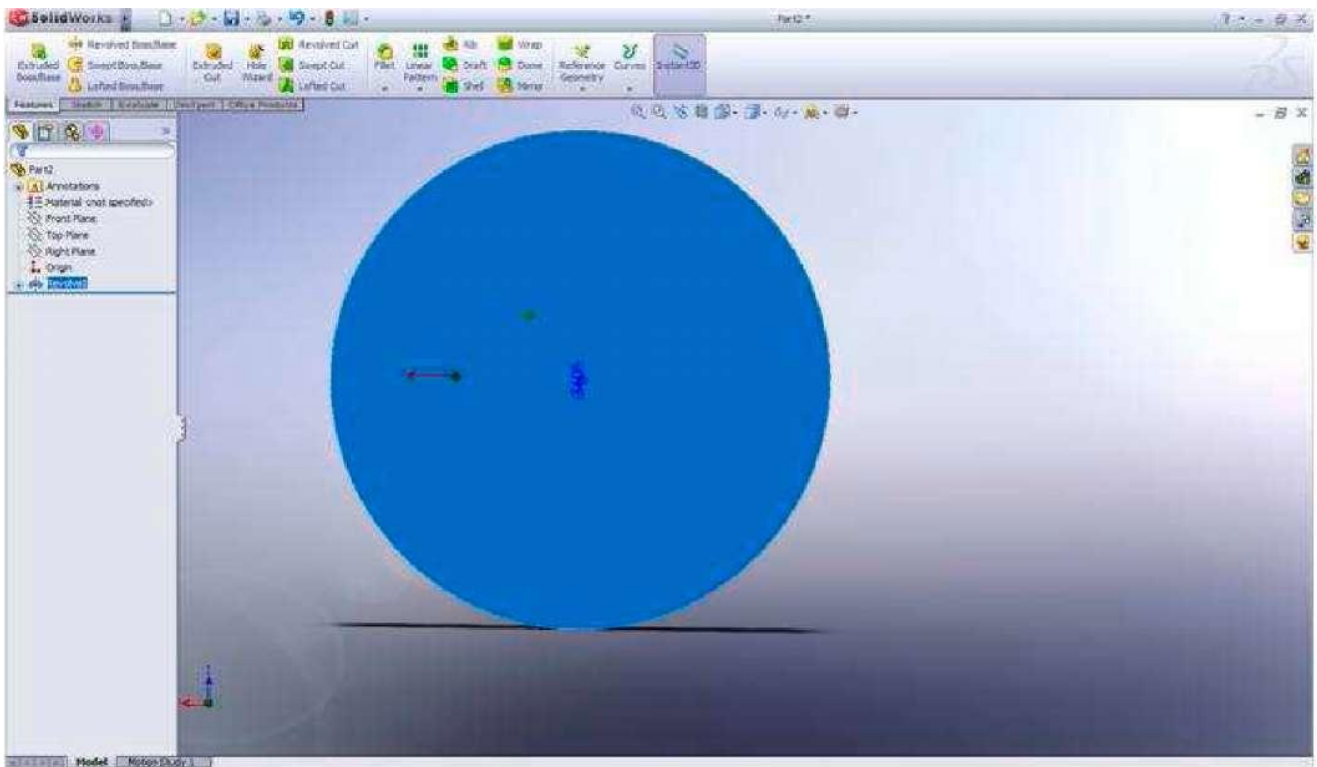 SolidWorks
Part2 *
Extruded Boss/Base
Revolved Boss/Base
Swept Boss/Base
Lofted Boss/Base
Extruded Cut
Hole Wizard
Revolved Cut
Swept Cut
Lofted Cut
Fillet
Linear Pattern
Rib
Draft
Shell
Wrap
Dome
Mirror
Reference Geometry
Curves
Instant3D
Features
Sketch
Evaluate
DimXpert
Office Products
Part2
Annotations
Material <not specified>
Front Plane
Top Plane
Right Plane
Origin
Model
Motion Study 1